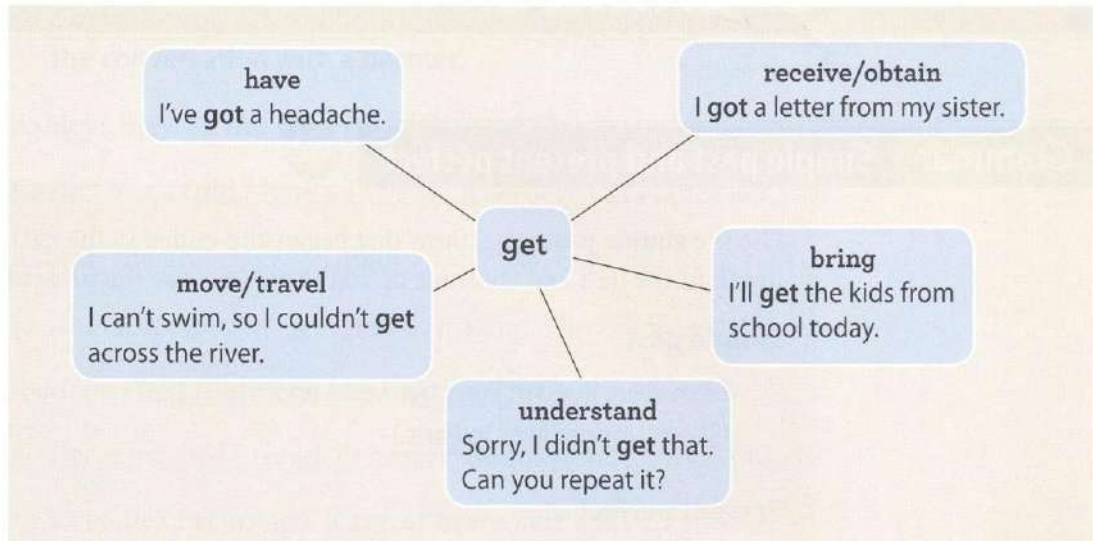 have
I've got a headache.
receive/obtain
I got a letter from my sister.
get
move/travel
I can't swim, so I couldn't get
across the river.
bring
I'll get the kids from
school today.
understand
Sorry, I didn't get that.
Can you repeat it?